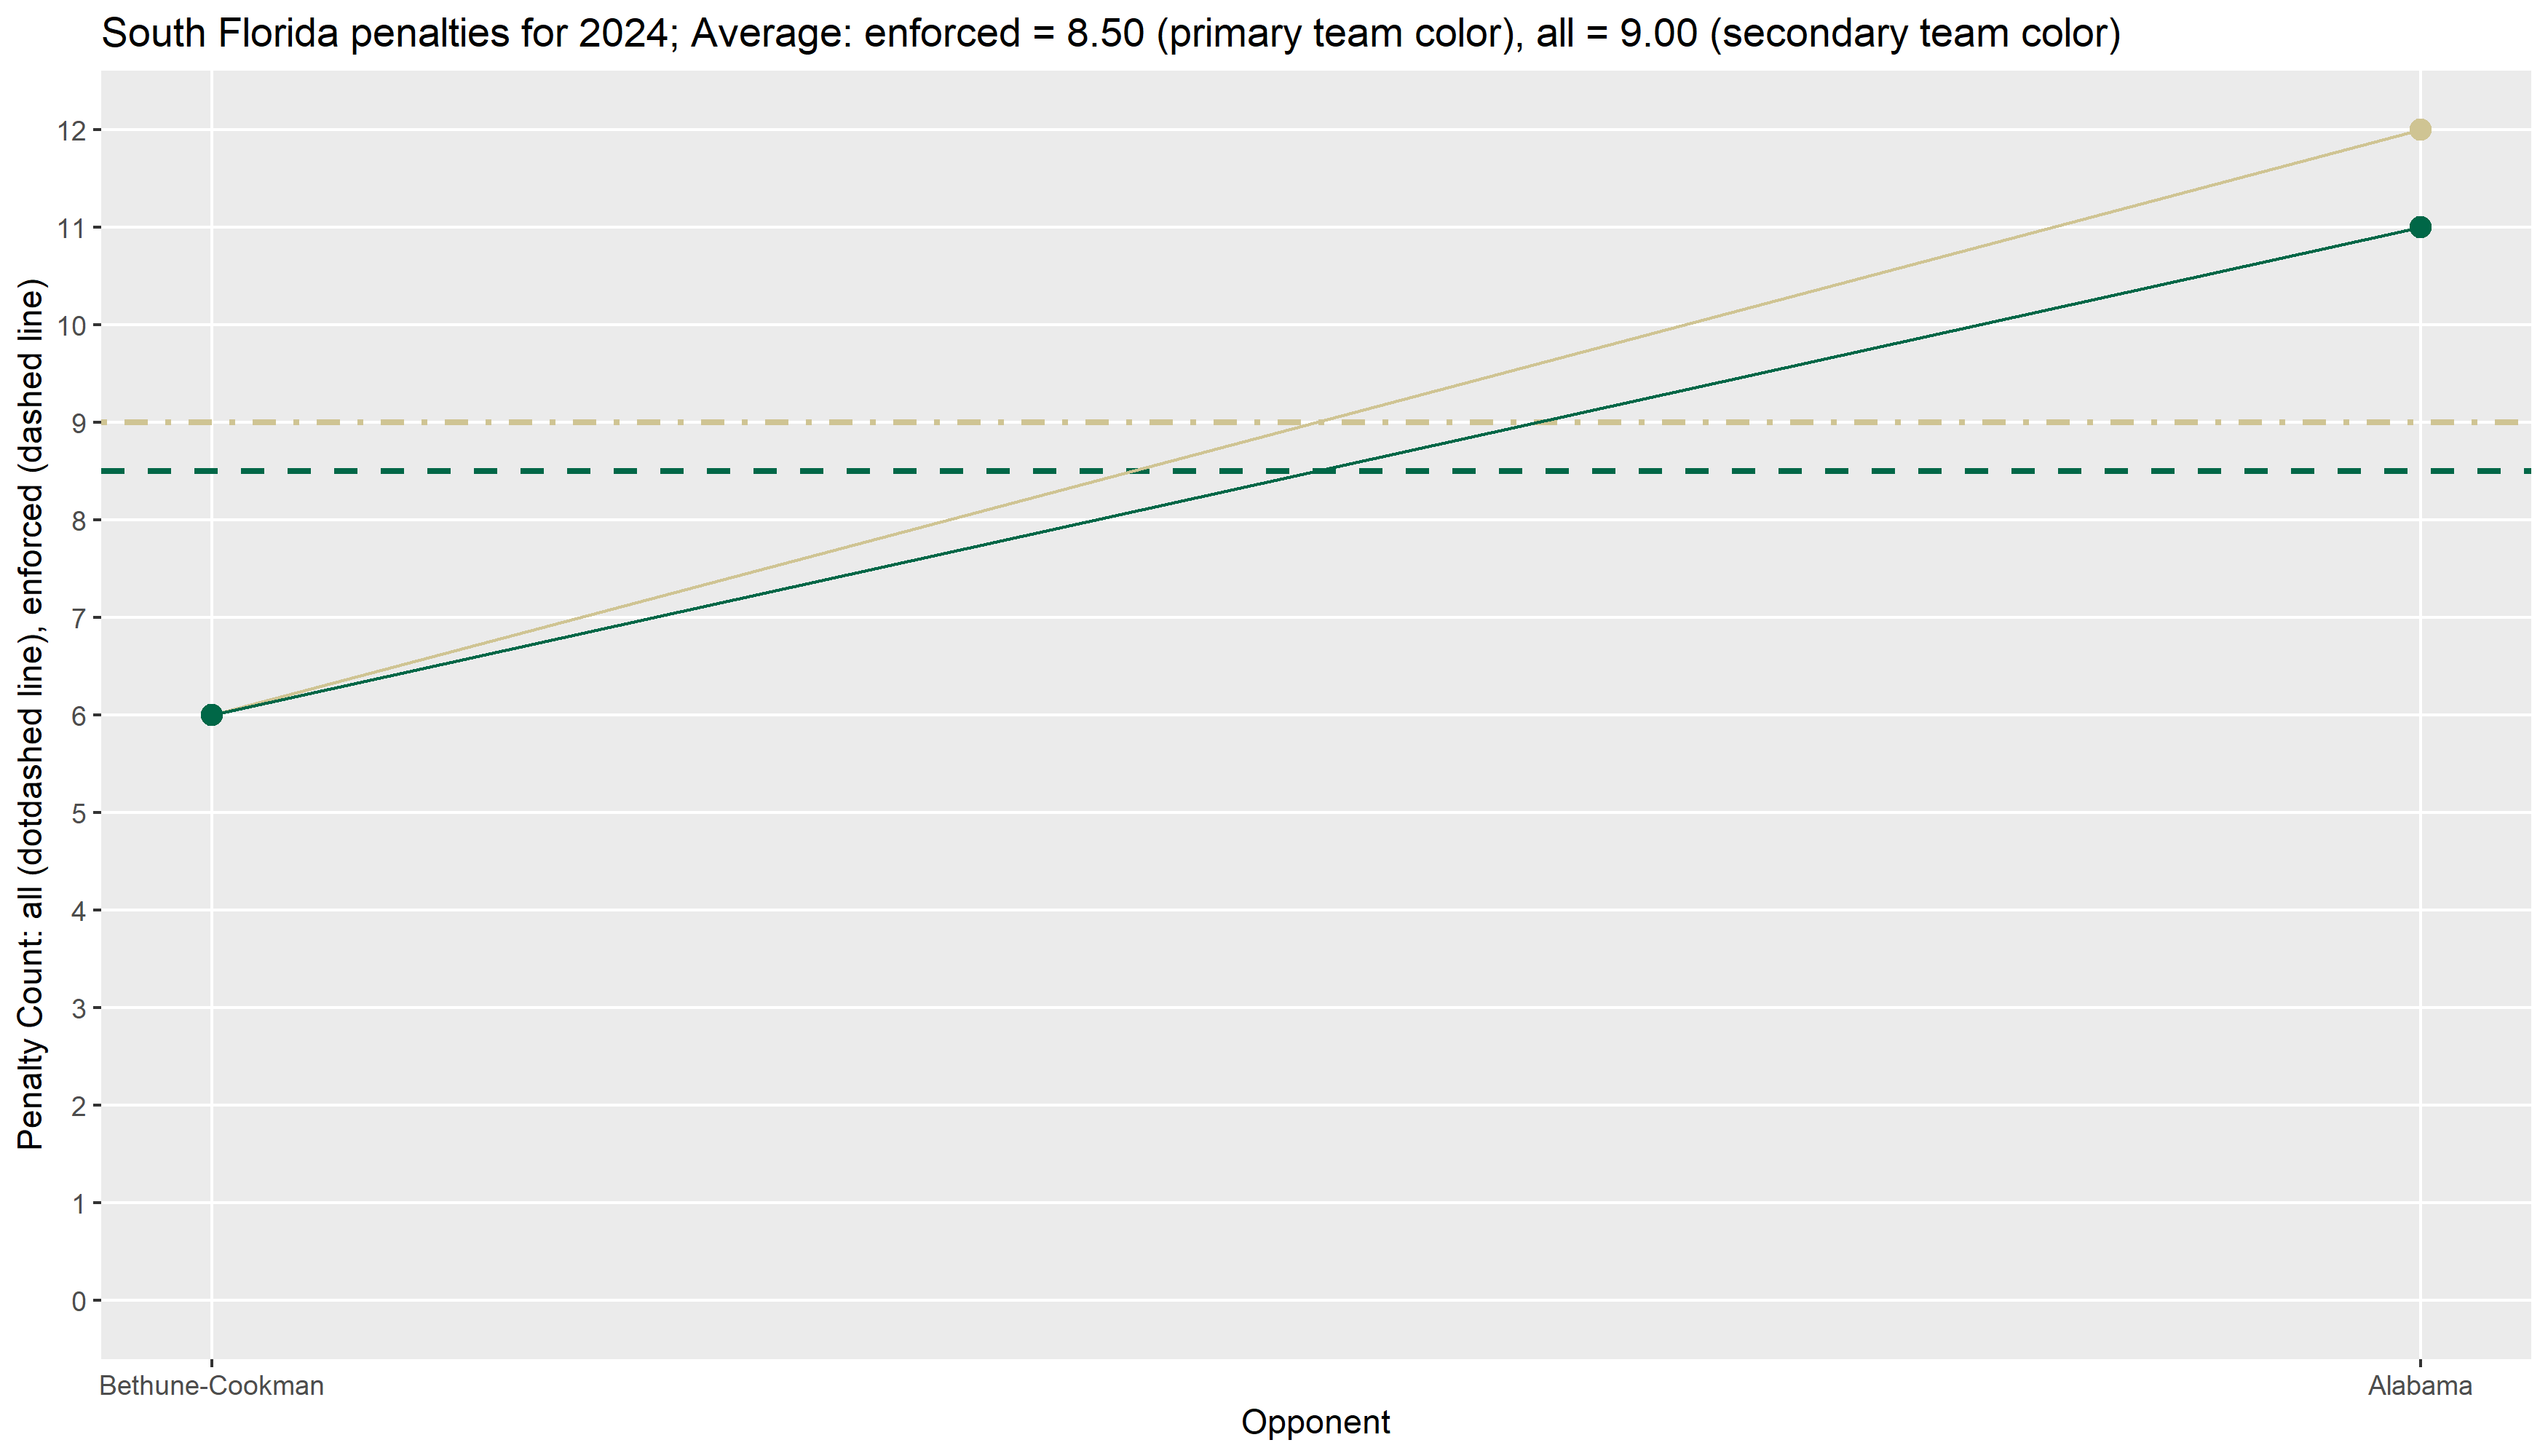 South Florida penalties for 2024; Average: enforced = 8.50 (primary team color), all = 9.00 (secondary team color)
Penalty Count: all (dotdashed line), enforced (dashed line)
12
11
10
9
8
7
6
5
4
3
2
1
0
Bethune-Cookman
Alabama
Opponent